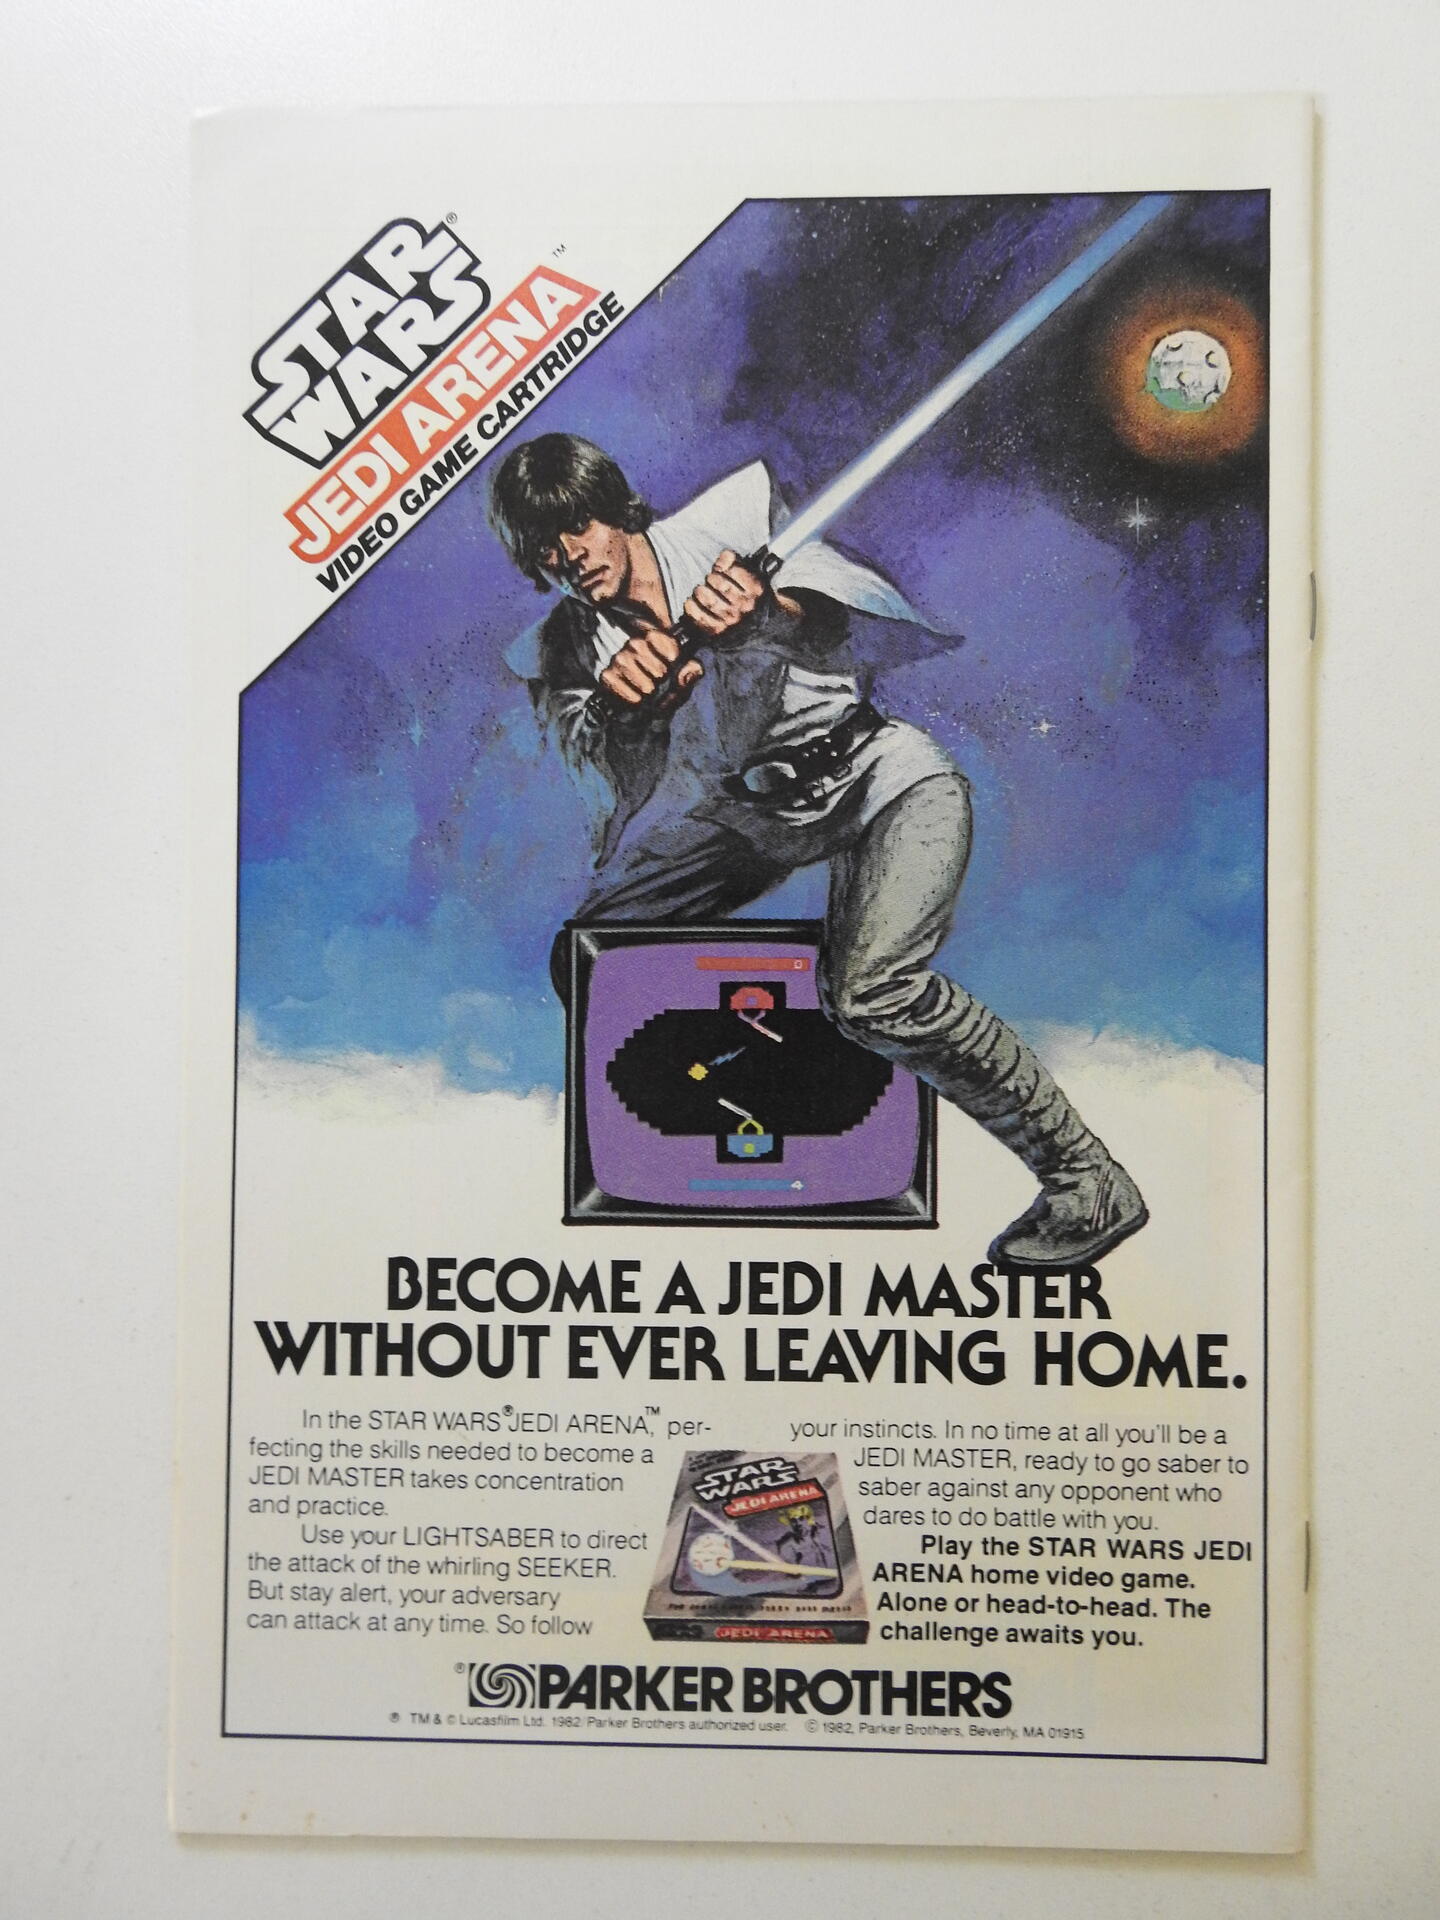 STAR®
WARS
JEDI ARENA™
VIDEO GAME CARTRIDGE
0
4
BECOME A JEDI MASTER
WITHOUT EVER LEAVING HOME.
In the STAR WARS® JEDI ARENA,™ per-
fecting the skills needed to become a
JEDI MASTER takes concentration
and practice.
Use your LIGHTSABER to direct
the attack of the whirling SEEKER.
But stay alert, your adversary
can attack at any time. So follow
your instincts. In no time at all you'll be a
JEDI MASTER, ready to go saber to
saber against any opponent who
dares to do battle with you.
Play the STAR WARS JEDI
ARENA home video game.
Alone or head-to-head. The
challenge awaits you.
STAR
WARS
JEDI ARENA
JEDI ARENA
® PARKER BROTHERS
® TM & © Lucasfilm Ltd. 1982 Parker Brothers authorized user. © 1982, Parker Brothers, Beverly, MA 01915